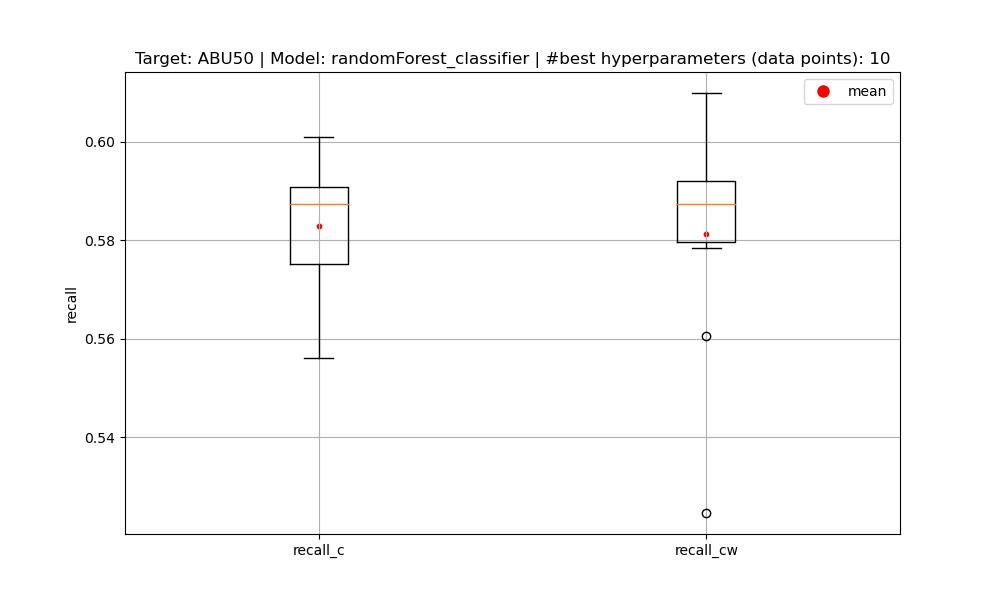 Target: ABU50 | Model: randomForest_classifier | #best hyperparameters (data points): 10
mean
0.60
0.58
0.56
0.54
recall
recall_c
recall_cw